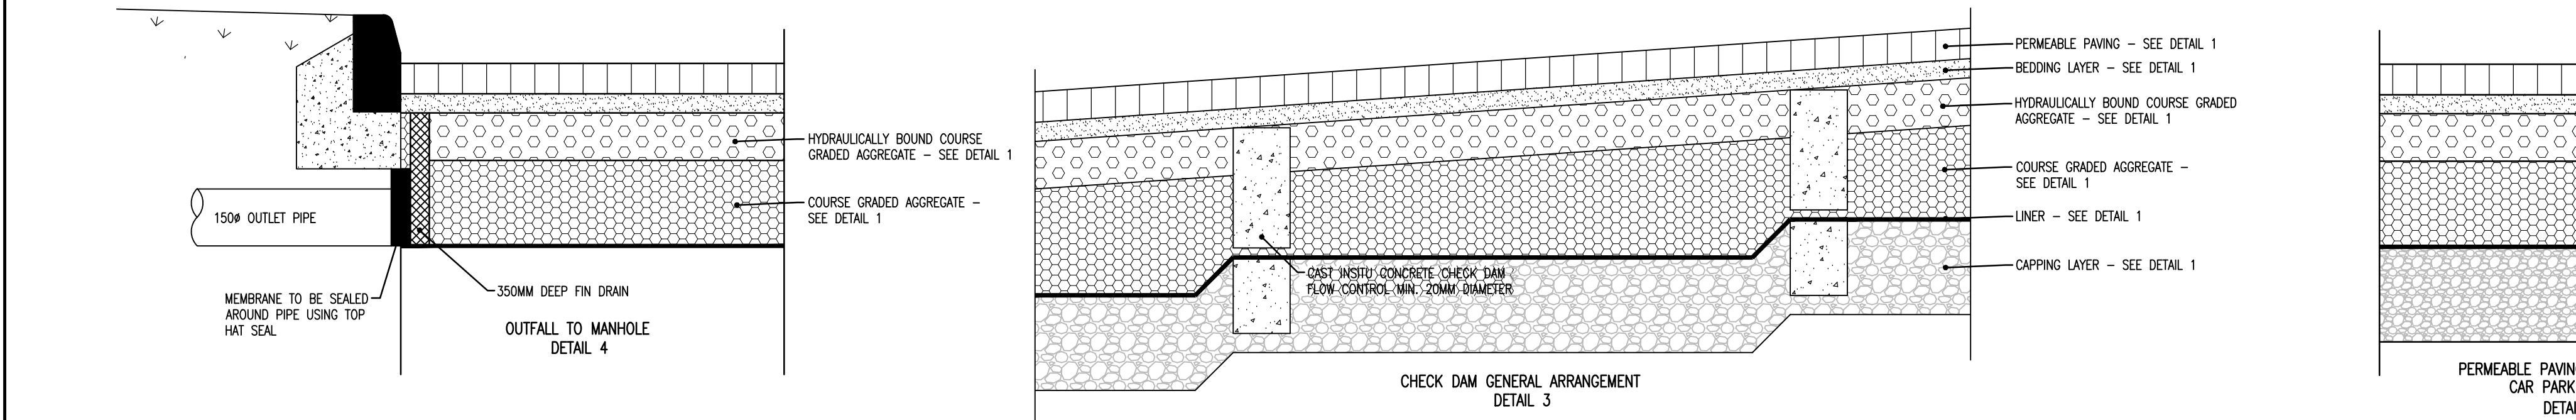 HYDRAULICALLY BOUND COURSE
GRADED AGGREGATE – SEE DETAIL 1
COURSE GRADED AGGREGATE –
SEE DETAIL 1
150ø OUTLET PIPE
350MM DEEP FIN DRAIN
MEMBRANE TO BE SEALED
AROUND PIPE USING TOP
HAT SEAL
OUTFALL TO MANHOLE
DETAIL 4
PERMEABLE PAVING – SEE DETAIL 1
BEDDING LAYER – SEE DETAIL 1
HYDRAULICALLY BOUND COURSE GRADED
AGGREGATE – SEE DETAIL 1
COURSE GRADED AGGREGATE –
SEE DETAIL 1
LINER – SEE DETAIL 1
CAPPING LAYER – SEE DETAIL 1
CAST INSITU CONCRETE CHECK DAM
FLOW CONTROL MIN. 20MM DIAMETER
CHECK DAM GENERAL ARRANGEMENT
DETAIL 3
PERMEABLE
CAR PARK